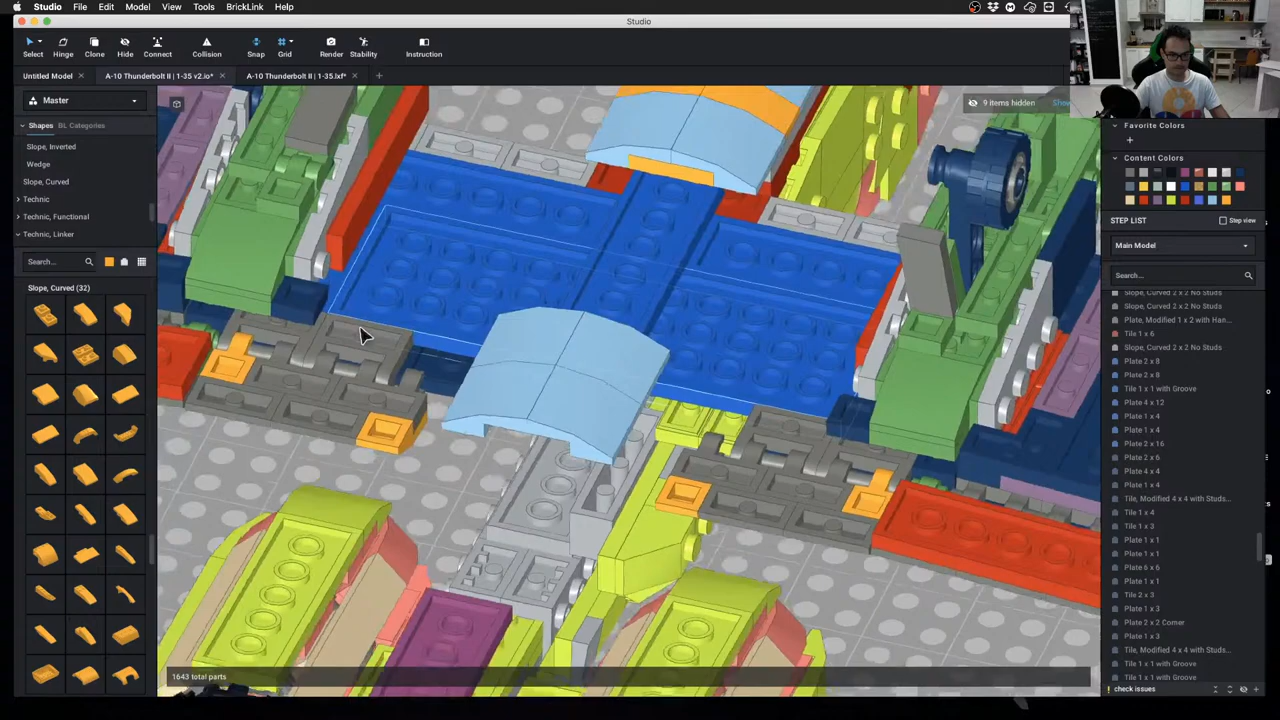 Studio File Edit Model View Tools BrickLink Help
Studio
Select Hinge Clone Hide Connect Collision Snap Grid Render Stability Instruction
Untitled Model A-10 Thunderbolt II | 1-35 v2.io* A-10 Thunderbolt II | 1-35.lxf*
Master
9 items hidden Show
Shapes BL Categories
Slope, Inverted
Wedge
Slope, Curved
Technic
Technic, Functional
Technic, Linker
Search...
Slope, Curved (32)
1643 total parts
Favorite Colors
Content Colors
STEP LIST Step view
Main Model
Search...
Slope, Curved 2 x 2 No Studs
Slope, Curved 2 x 2 No Studs
Plate, Modified 1 x 2 with Han...
Tile 1 x 6
Slope, Curved 2 x 2 No Studs
Plate 2 x 8
Plate 2 x 8
Tile 1 x 1 with Groove
Plate 4 x 12
Plate 1 x 4
Plate 1 x 4
Plate 2 x 16
Plate 2 x 6
Plate 4 x 4
Plate 1 x 4
Tile, Modified 4 x 4 with Studs...
Tile 1 x 4
Tile 1 x 3
Plate 1 x 1
Plate 1 x 1
Plate 6 x 6
Plate 1 x 1
Tile 2 x 3
Plate 1 x 3
Plate 2 x 2 Corner
Plate 1 x 3
Tile, Modified 4 x 4 with Studs...
Tile 1 x 1 with Groove
Tile 1 x 1 with Groove
check issues